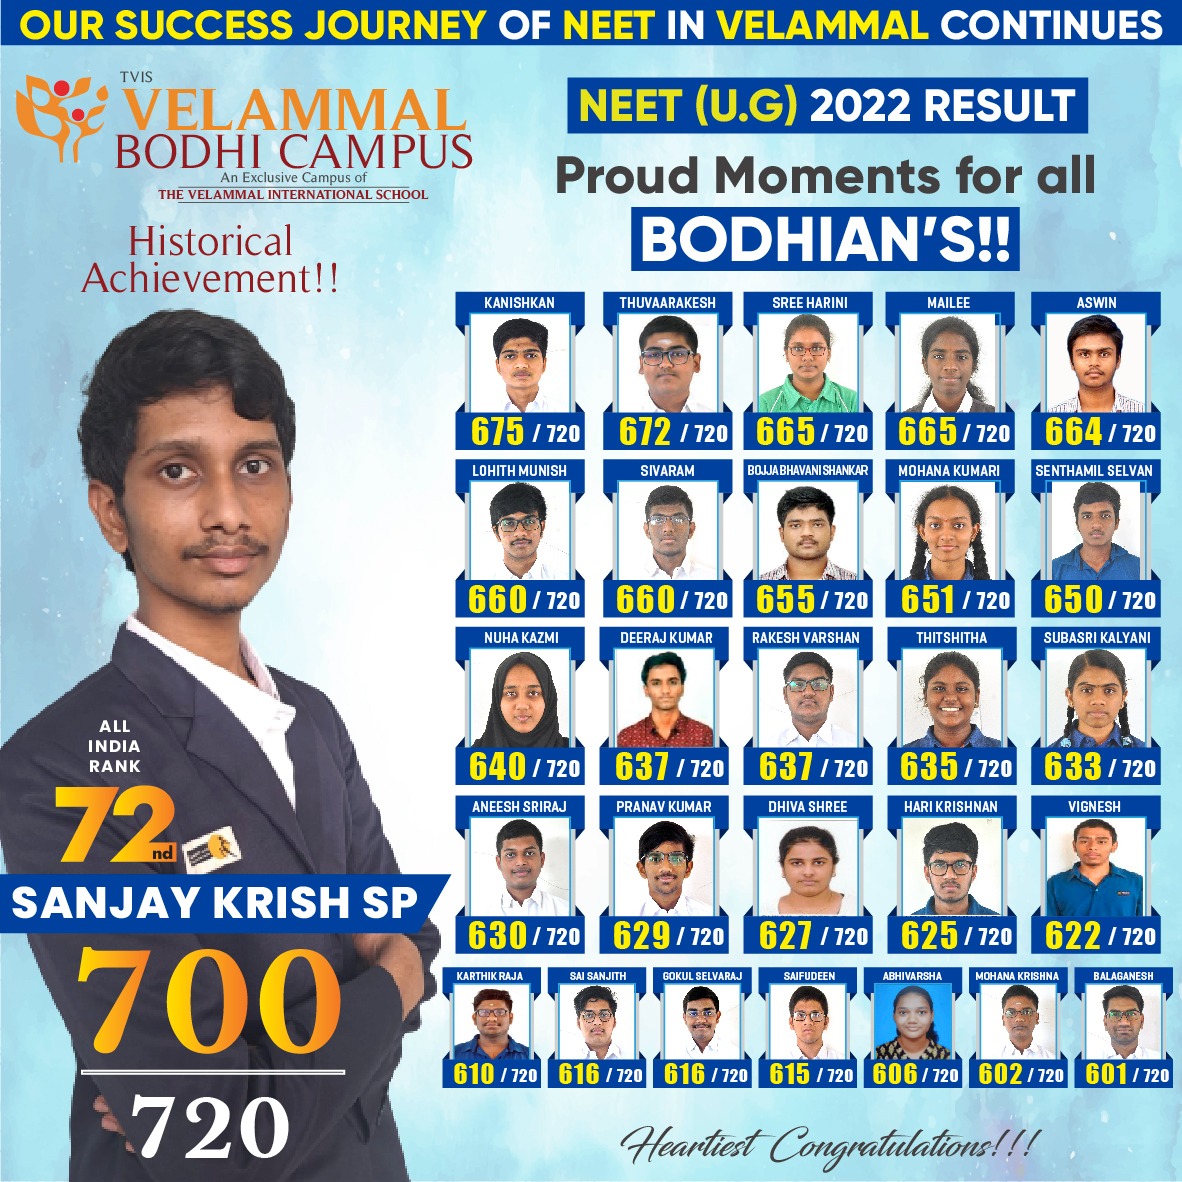 OUR SUCCESS JOURNEY OF NEET IN VELAMMAL CONTINUES
TVIS
VELAMMAL
BODHI CAMPUS
An Exclusive Campus of
THE VELAMMAL INTERNATIONAL SCHOOL
Historical
Achievement!!
NEET (U.G) 2022 RESULT
Proud Moments for all
BODHIAN'S!!
ALL
INDIA
RANK
72nd
SANJAY KRISH SP
700
720
KANISHKAN THUVAARAKESH SREE HARINI MAILEE ASWIN
675 / 720 672 / 720 665 / 720 665 / 720 664 / 720
LOHITH MUNISH SIVARAM BOJJA BHAVANI SHANKAR MOHANA KUMARI SENTHAMIL SELVAN
660 / 720 660 / 720 655 / 720 651 / 720 650 / 720
NUHA KAZMI DEERAJ KUMAR RAKESH VARSHAN THITSHITHA SUBASRI KALYANI
640 / 720 637 / 720 637 / 720 635 / 720 633 / 720
ANEESH SRIRAJ PRANAV KUMAR DHIVA SHREE HARI KRISHNAN VIGNESH
630 / 720 629 / 720 627 / 720 625 / 720 622 / 720
KARTHIK RAJA SAI SANJITH GOKUL SELVARAJ SAIFUDEEN ABHIVARSHA MOHANA KRISHNA BALAGANESH
610 / 720 616 / 720 616 / 720 615 / 720 606 / 720 602 / 720 601 / 720
Heartiest Congratulations!!!